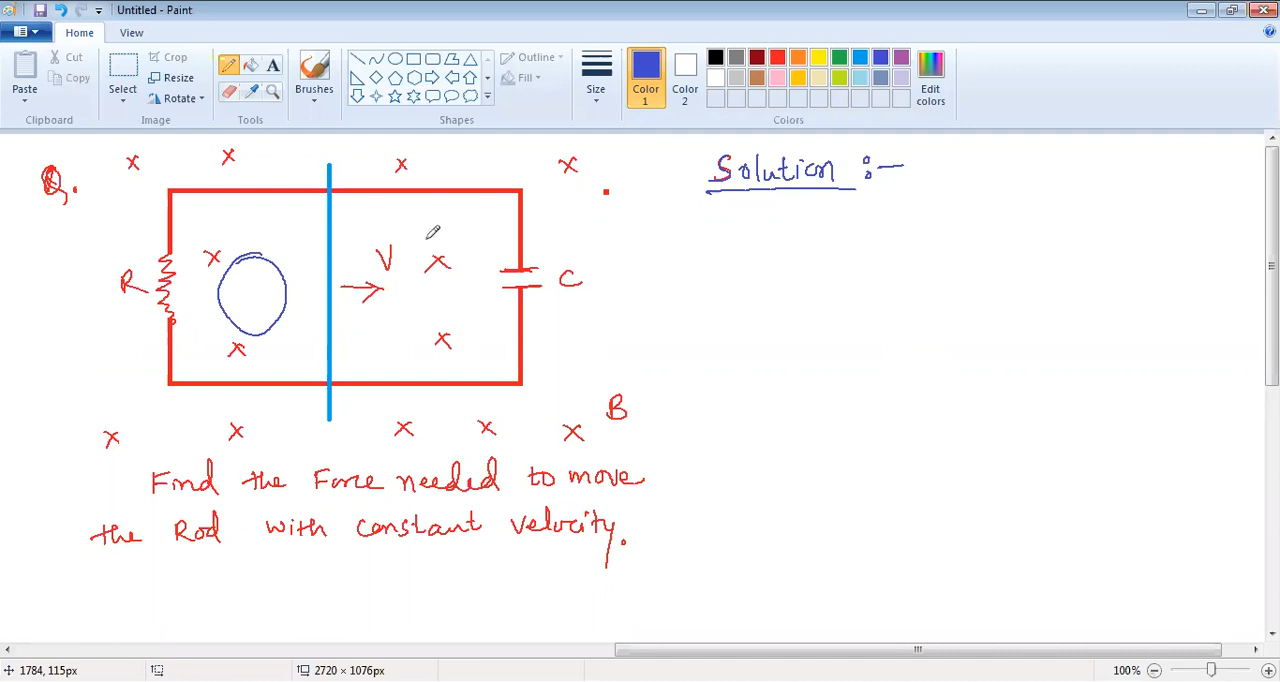 Untitled - Paint
Home View
Paste
Cut
Copy
Clipboard
Select
Crop
Resize
Rotate
Image
Tools
Brushes
Shapes
Outline
Fill
Size
Color 1
Color 2
Edit colors
Colors
Q.
x x x x
Solution :-
R x V x C
x x
x x x x x B
Find the Force needed to move
the Rod with constant velocity.
1784, 115px
2720 × 1076px
100%